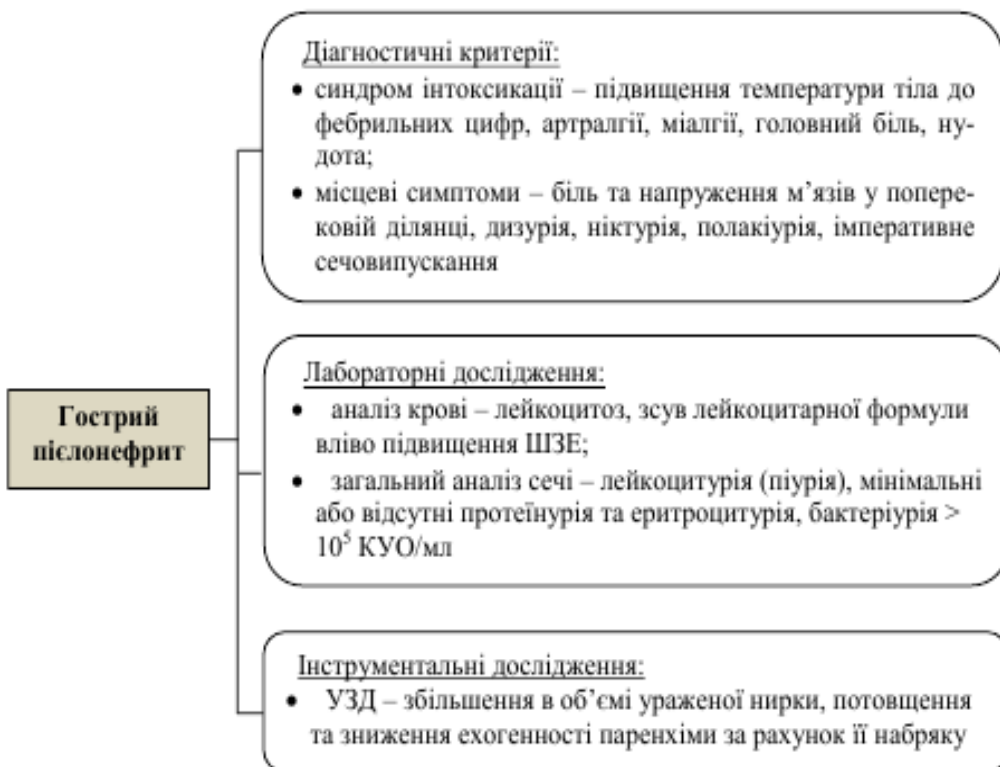 Діагностичні критерії:
• синдром інтоксикації – підвищення температури тіла до
фебрильних цифр, артралгії, міалгії, головний біль, ну-
дота;
• місцеві симптоми – біль та напруження м’язів у попере-
ковій ділянці, дизурія, ніктурія, полакіурія, імперативне
сечовипускання
Гострий
пієлонефрит
Лабораторні дослідження:
• аналіз крові – лейкоцитоз, зсув лейкоцитарної формули
вліво підвищення ШЗЕ;
• загальний аналіз сечі – лейкоцитурія (піурія), мінімальні
або відсутні протеїнурія та еритроцитурія, бактеріурія >
10⁵ КУО/мл
Інструментальні дослідження:
• УЗД – збільшення в об’ємі ураженої нирки, потовщення
та зниження ехогенності паренхіми за рахунок її набряку